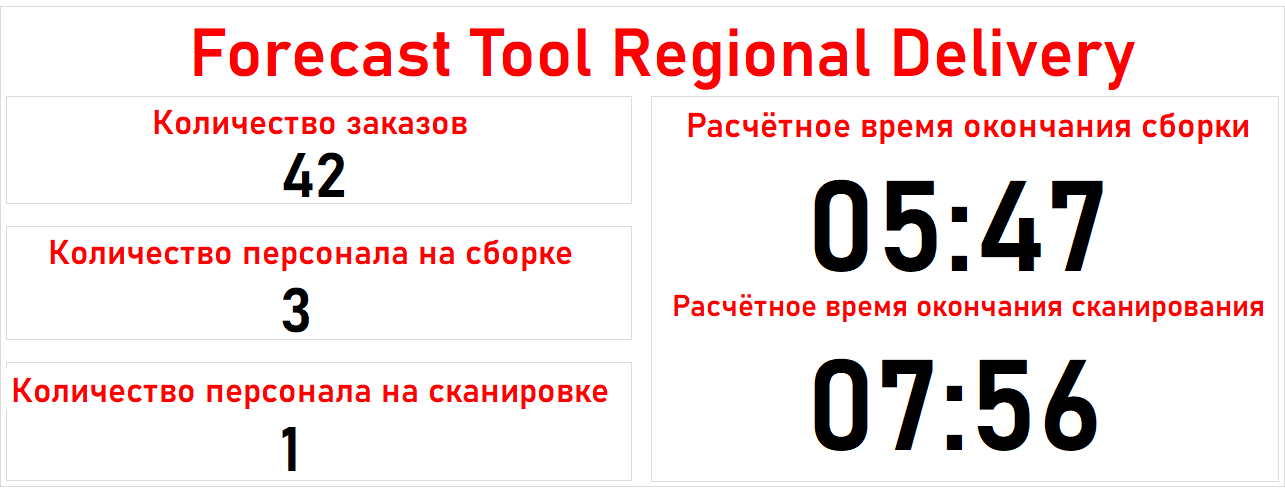 Forecast Tool Regional Delivery
Количество заказов
42
Количество персонала на сборке
3
Количество персонала на сканировке
1
Расчётное время окончания сборки
05:47
Расчётное время окончания сканирования
07:56